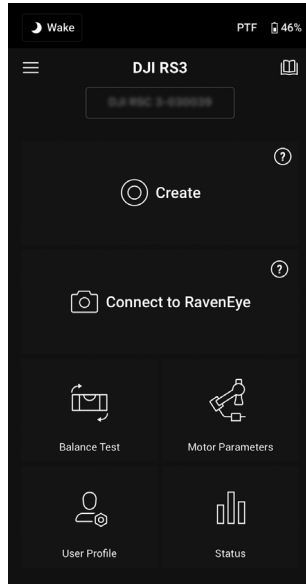 Wake
PTF 46%
DJI RS3
?
Create
?
Connect to RavenEye
Balance Test
Motor Parameters
User Profile
Status